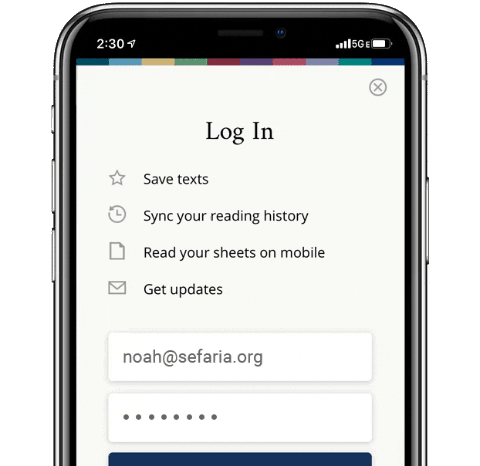 2:30
5GE
Log In
Save texts
Sync your reading history
Read your sheets on mobile
Get updates
noah@sefaria.org
••••••••